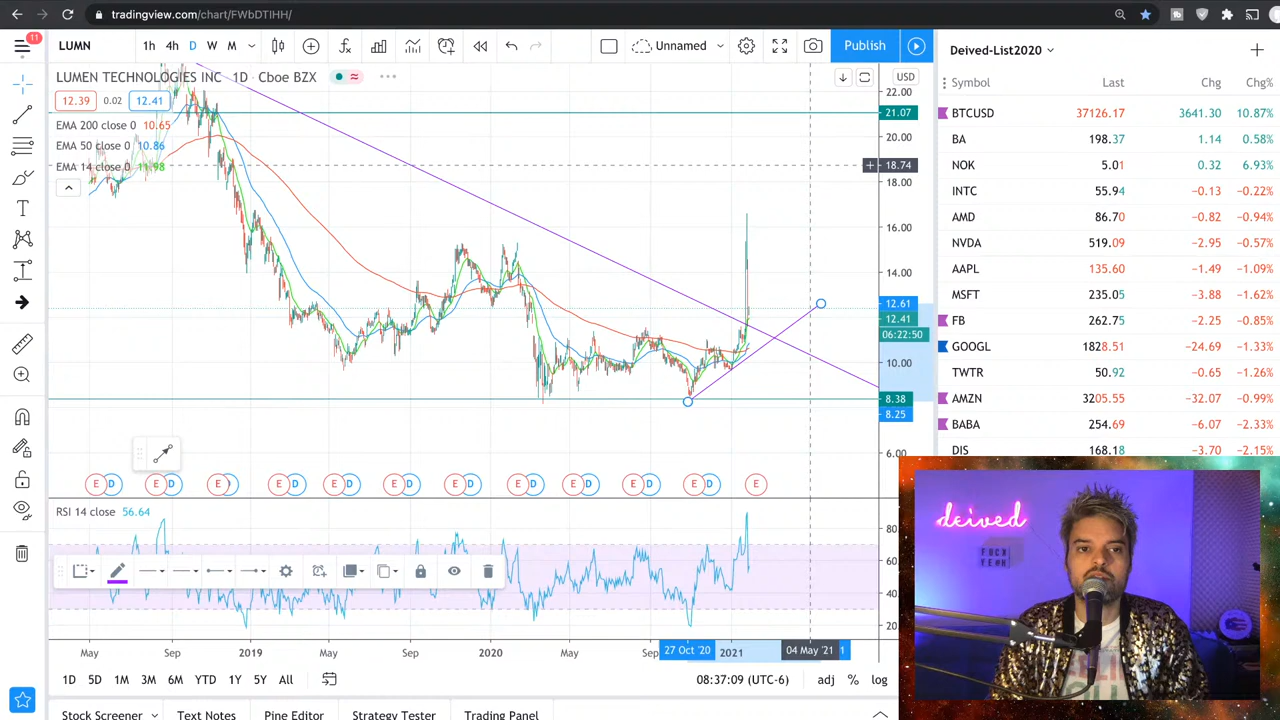 tradingview.com/chart/FWbDTIHH/
11
LUMN 1h 4h D W M Unnamed Publish
Deived-List2020
LUMEN TECHNOLOGIES INC · 1D · Cboe BZX
USD
12.39 0.02 12.41
EMA 200 close 0 10.65
EMA 50 close 0 10.86
EMA 14 close 0 11.98
22.00
21.07
20.00
18.74
18.00
16.00
14.00
12.61
12.41
06:22:50
10.00
8.38
8.25
6.00
Symbol Last Chg Chg%
BTCUSD 37126.17 3641.30 10.87%
BA 198.37 1.14 0.58%
NOK 5.01 0.32 6.93%
INTC 55.94 −0.13 −0.22%
AMD 86.70 −0.82 −0.94%
NVDA 519.09 −2.95 −0.57%
AAPL 135.60 −1.49 −1.09%
MSFT 235.05 −3.88 −1.62%
FB 262.75 −2.25 −0.85%
GOOGL 1828.51 −24.69 −1.33%
TWTR 50.92 −0.65 −1.26%
AMZN 3205.55 −32.07 −0.99%
BABA 254.69 −6.07 −2.33%
DIS 168.18 −3.70 −2.15%
E D E D E E D E D E D E D E D E D E D E D E
RSI 14 close 56.64
80
60
40
20
May Sep 2019 May Sep 2020 May Sep 27 Oct '20 2021 04 May '21
1D 5D 1M 3M 6M YTD 1Y 5Y All
08:37:09 (UTC-6) adj % log
Stock Screener Text Notes Pine Editor Strategy Tester Trading Panel
deived
FUCK
YEAH